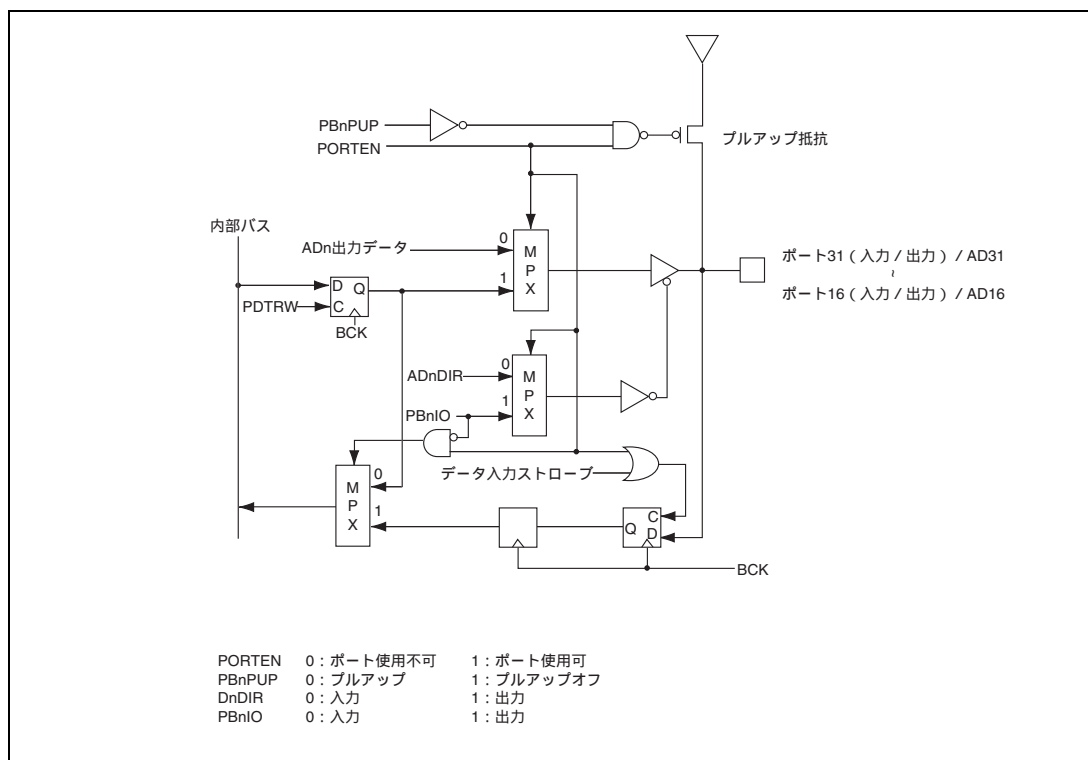 PBnPUP
PORTEN
プルアップ抵抗
内部バス
ADn出力データ
0
1
M
P
X
D Q
C
PDTRW
BCK
ポート31（入力／出力）／AD31
～
ポート16（入力／出力）／AD16
ADnDIR
0
PBnIO
1
M
P
X
データ入力ストローブ
0
1
M
P
X
Q
C
D
BCK
PORTEN 0：ポート使用不可 1：ポート使用可
PBnPUP 0：プルアップ 1：プルアップオフ
DnDIR 0：入力 1：出力
PBnIO 0：入力 1：出力